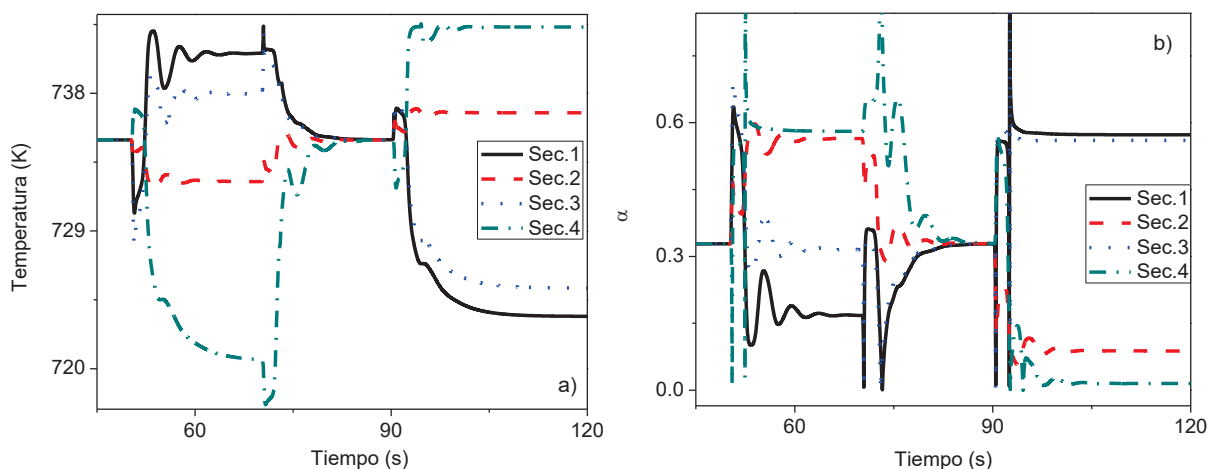 Temperatura (K)
738
729
720
60
90
120
Tiempo (s)
Sec.1
Sec.2
Sec.3
Sec.4
a)
α
0.6
0.3
0.0
60
90
120
Tiempo (s)
Sec.1
Sec.2
Sec.3
Sec.4
b)